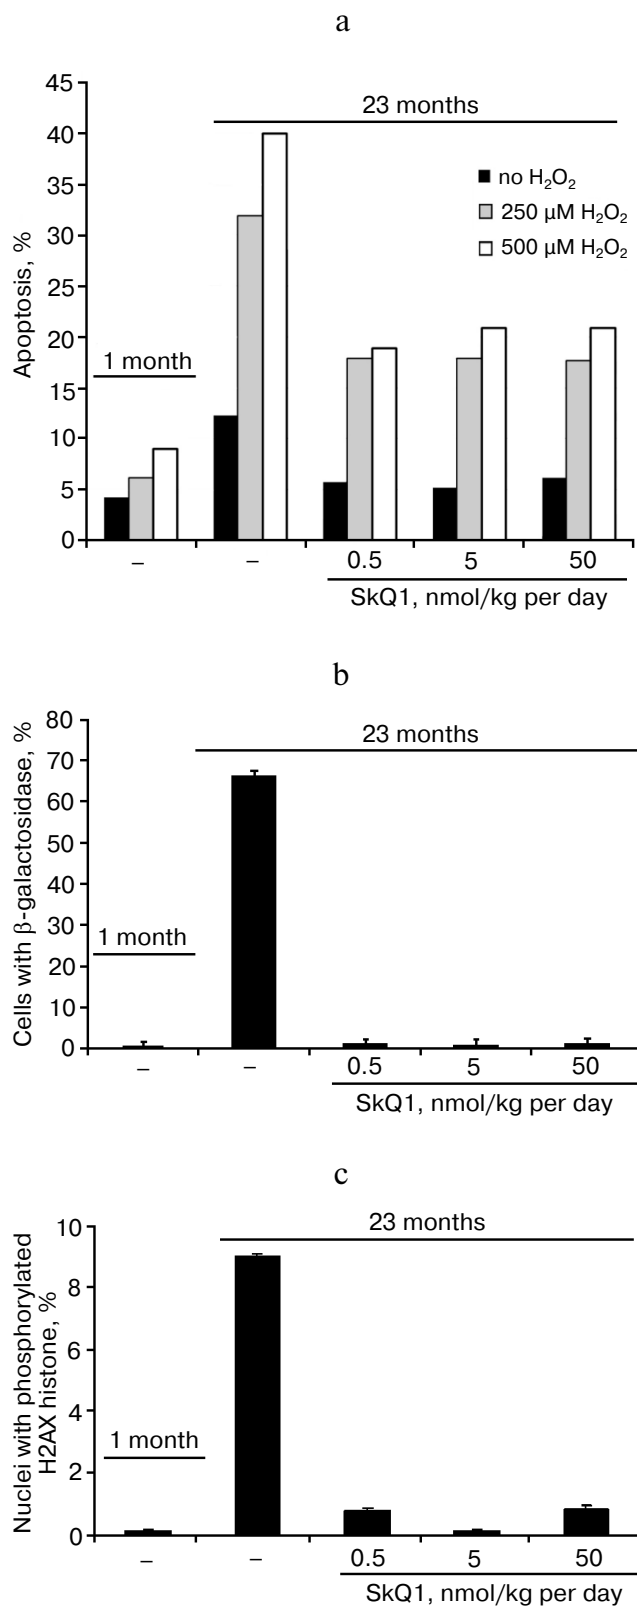 a
45
40
35
30
25
20
15
10
5
0
Apoptosis, %
23 months
1 month
no H₂O₂
250 μM H₂O₂
500 μM H₂O₂
– – 0.5 5 50
SkQ1, nmol/kg per day
b
80
70
60
50
40
30
20
10
0
Cells with β-galactosidase, %
23 months
1 month
– – 0.5 5 50
SkQ1, nmol/kg per day
c
10
8
6
4
2
0
Nuclei with phosphorylated
H2AX histone, %
23 months
1 month
– – 0.5 5 50
SkQ1, nmol/kg per day